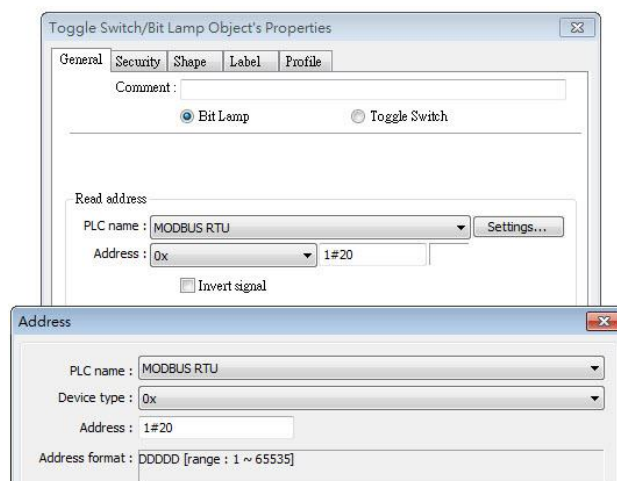 Toggle Switch/Bit Lamp Object's Properties
General Security Shape Label Profile
Comment :
Bit Lamp Toggle Switch
Read address
PLC name : MODBUS RTU Settings...
Address : 0x 1#20
Invert signal
Address
PLC name : MODBUS RTU
Device type : 0x
Address : 1#20
Address format : DDDDD [range : 1 ~ 65535]